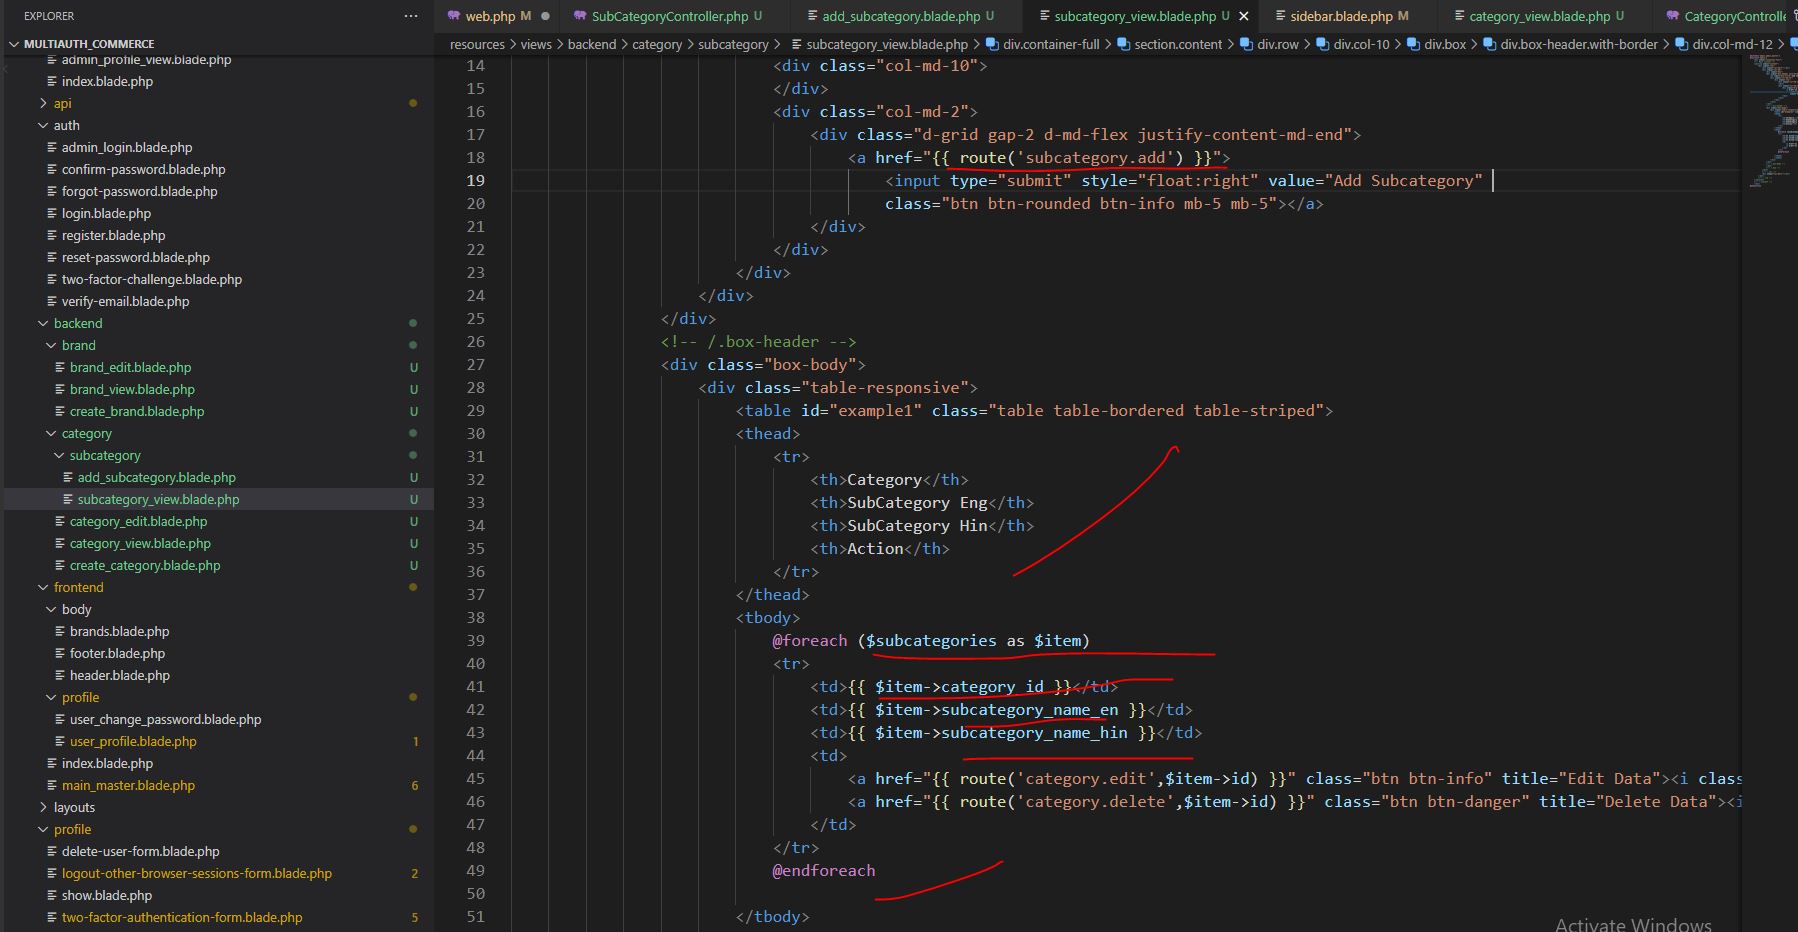 EXPLORER
···
web.php M
SubCategoryController.php U
add_subcategory.blade.php U
subcategory_view.blade.php U
sidebar.blade.php M
category_view.blade.php U
CategoryControlle
MULTIAUTH_COMMERCE
resources > views > backend > category > subcategory > subcategory_view.blade.php > div.container-full > section.content > div.row > div.col-10 > div.box > div.box-header.with-border > div.col-md-12 >
admin_profile_view.blade.php
index.blade.php
api
auth
admin_login.blade.php
confirm-password.blade.php
forgot-password.blade.php
login.blade.php
register.blade.php
reset-password.blade.php
two-factor-challenge.blade.php
verify-email.blade.php
backend
brand
brand_edit.blade.php U
brand_view.blade.php U
create_brand.blade.php U
category
subcategory
add_subcategory.blade.php U
subcategory_view.blade.php U
category_edit.blade.php U
category_view.blade.php U
create_category.blade.php U
frontend
body
brands.blade.php
footer.blade.php
header.blade.php
profile
user_change_password.blade.php
user_profile.blade.php 1
index.blade.php
main_master.blade.php 6
layouts
profile
delete-user-form.blade.php
logout-other-browser-sessions-form.blade.php 2
show.blade.php
two-factor-authentication-form.blade.php 5
14 <div class="col-md-10">
15 </div>
16 <div class="col-md-2">
17 <div class="d-grid gap-2 d-md-flex justify-content-md-end">
18 <a href="{{ route('subcategory.add') }}">
19 <input type="submit" style="float:right" value="Add Subcategory"
20 class="btn btn-rounded btn-info mb-5 mb-5"></a>
21 </div>
22 </div>
23 </div>
24 </div>
25 </div>
26 <!-- /.box-header -->
27 <div class="box-body">
28 <div class="table-responsive">
29 <table id="example1" class="table table-bordered table-striped">
30 <thead>
31 <tr>
32 <th>Category</th>
33 <th>SubCategory Eng</th>
34 <th>SubCategory Hin</th>
35 <th>Action</th>
36 </tr>
37 </thead>
38 <tbody>
39 @foreach ($subcategories as $item)
40 <tr>
41 <td>{{ $item->category_id }}</td>
42 <td>{{ $item->subcategory_name_en }}</td>
43 <td>{{ $item->subcategory_name_hin }}</td>
44 <td>
45 <a href="{{ route('category.edit',$item->id) }}" class="btn btn-info" title="Edit Data"><i clas
46 <a href="{{ route('category.delete',$item->id) }}" class="btn btn-danger" title="Delete Data"><i
47 </td>
48 </tr>
49 @endforeach
50
51 </tbody>
Activate Windows